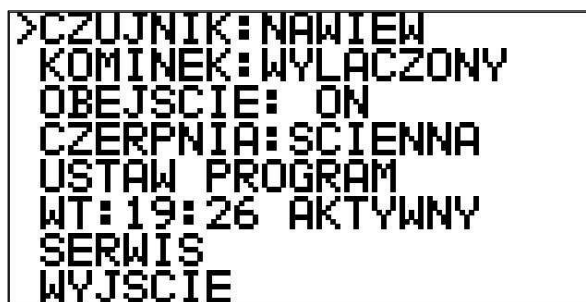 >CZUJNIK:NAWIEW
KOMINEK:WYLACZONY
OBEJSCIE: ON
CZERPNIA:SCIENNA
USTAW PROGRAM
WT:19:26 AKTYWNY
SERWIS
WYJSCIE